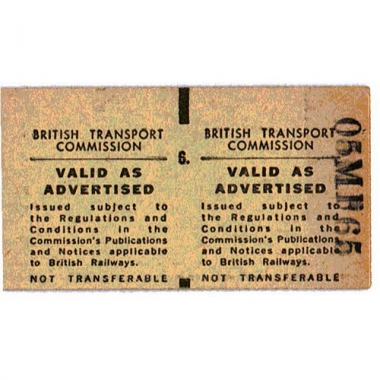 BRITISH TRANSPORT
COMMISSION
VALID AS
ADVERTISED
Issued subject to
the Regulations and
Conditions in the
Commission's Publications
and Notices applicable
to British Railways.
NOT TRANSFERABLE
6.
BRITISH TRANSPORT
COMMISSION
VALID AS
ADVERTISED
Issued subject to
the Regulations and
Conditions in the
Commission's Publications
and Notices applicable
to British Railways.
NOT TRANSFERABLE
05MR65